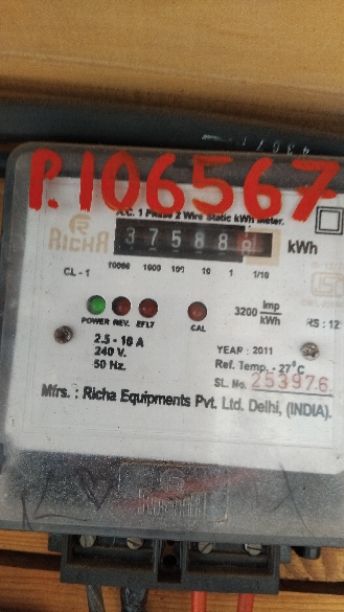 P.106567
A.C. 1 Phase 2 Wire Static kWh Meter.
RICHA
37588 kWh
CL-1 10000 1000 100 10 1 1/10
POWER REV. EFLT CAL
3200 imp/kWh
RS : 12
2.5 - 10 A
240 V.
50 Hz.
YEAR : 2011
Ref. Temp. - 27°C
SL. No. 253976
Mfrs. : Richa Equipments Pvt. Ltd. Delhi, (INDIA).